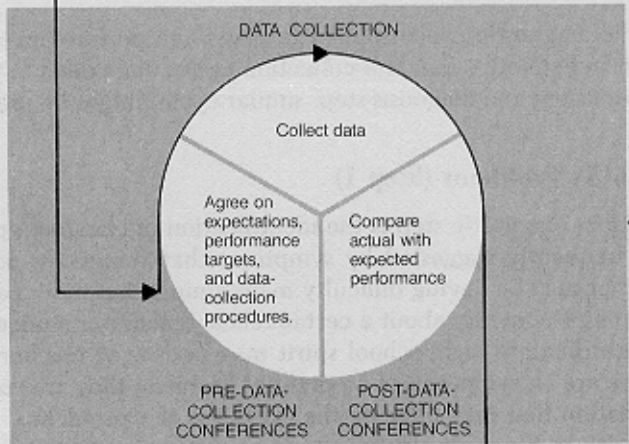 DATA COLLECTION
Collect data
Agree on
expectations,
performance
targets,
and data-
collection
procedures.
Compare
actual with
expected
performance
PRE-DATA-
COLLECTION
CONFERENCES
POST-DATA-
COLLECTION
CONFERENCES